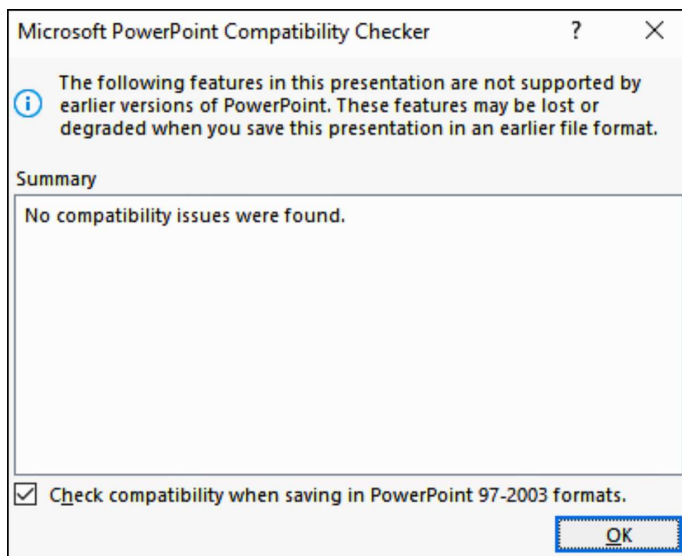 Microsoft PowerPoint Compatibility Checker ?
The following features in this presentation are not supported by
earlier versions of PowerPoint. These features may be lost or
degraded when you save this presentation in an earlier file format.
Summary
No compatibility issues were found.
Check compatibility when saving in PowerPoint 97-2003 formats.
OK